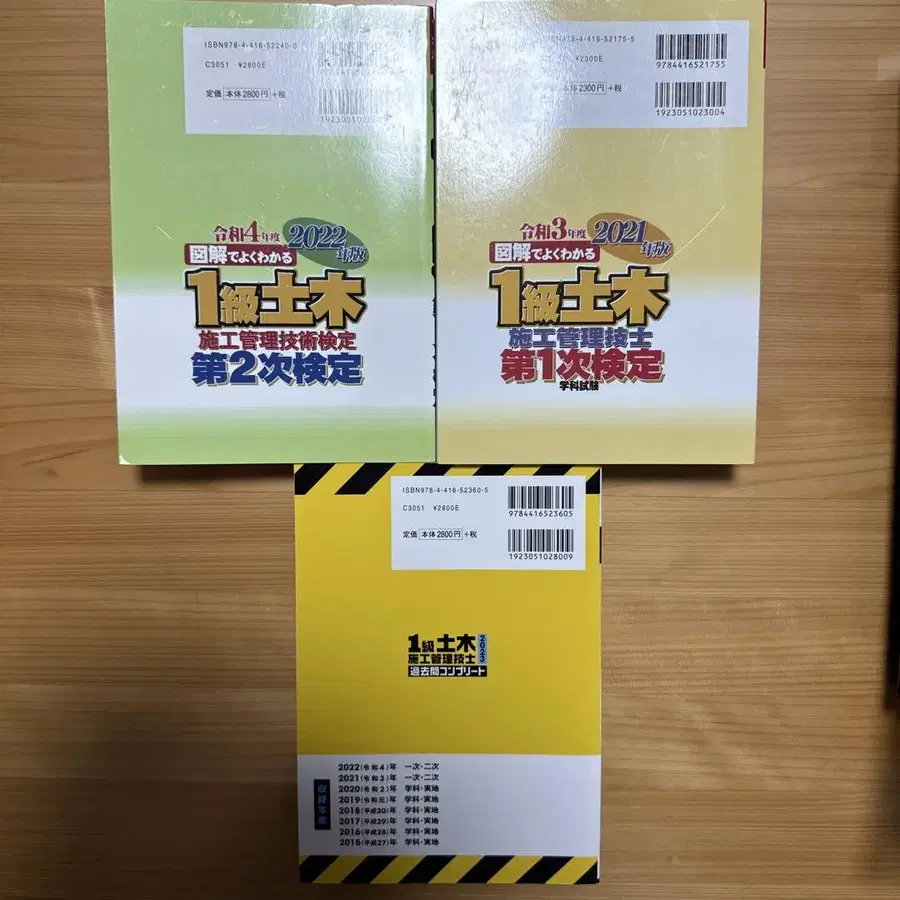 ISBN978-4-416-52240-0
C3051 ¥2800E
定価 本体2800円 +税
令和4年度
2022年版
図解でよくわかる
1級土木
施工管理技術検定
第2次検定
ISBN978-4-416-52175-5
¥2300E
本体2300円 +税
9784416521755
1923051023004
令和3年度
2021年版
図解でよくわかる
1級土木
施工管理技士
第1次検定
学科試験
ISBN978-4-416-52360-5
C3051 ¥2800E
定価 本体2800円 +税
9784416523605
1923051028009
1級土木
施工管理技士
2023
過去問コンプリート
収録年度
2022(令和4)年 一次・二次
2021(令和3)年 一次・二次
2020(令和2)年 学科・実地
2019(令和元)年 学科・実地
2018(平成30)年 学科・実地
2017(平成29)年 学科・実地
2016(平成28)年 学科・実地
2015(平成27)年 学科・実地